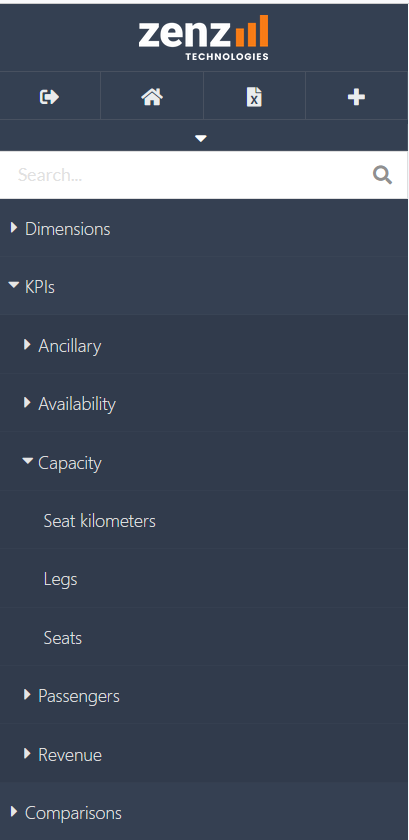 zenz
TECHNOLOGIES
Search...
Dimensions
KPIs
Ancillary
Availability
Capacity
Seat kilometers
Legs
Seats
Passengers
Revenue
Comparisons